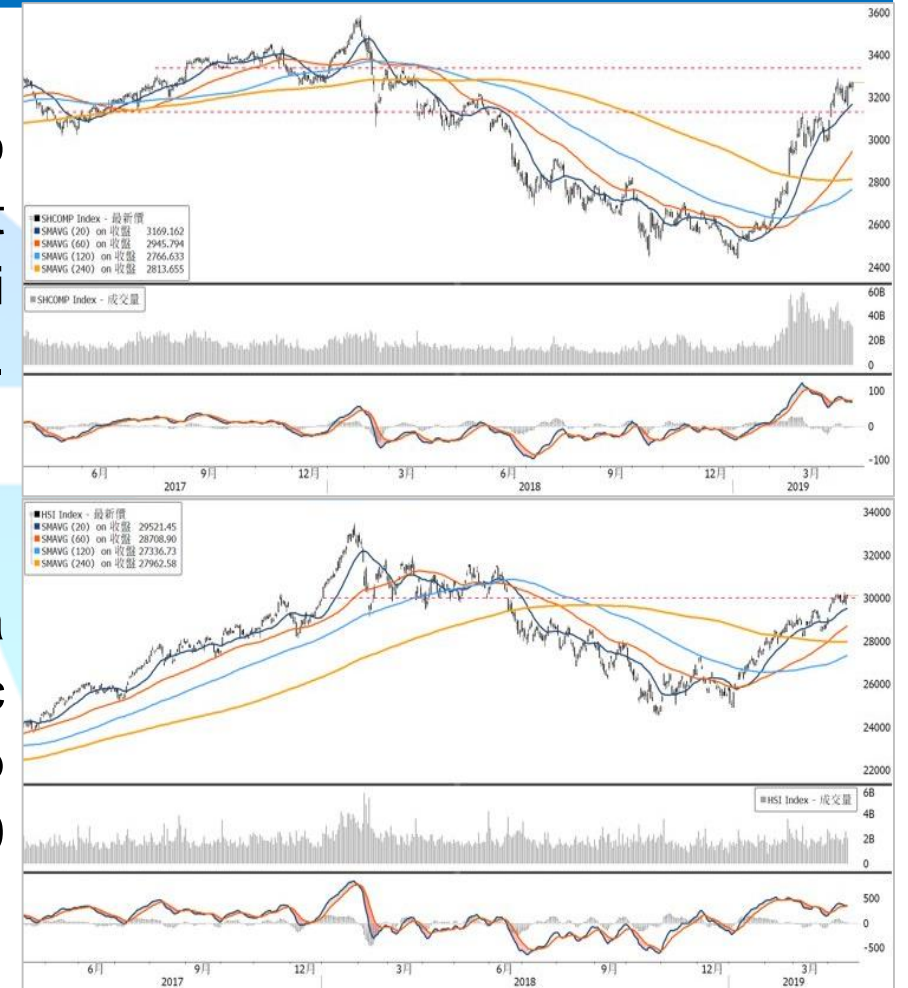 3600
3400
3200
3000
2800
2600
2400
SHCOMP Index - 最新價
SMAVG (20) on 收盤 3169.162
SMAVG (60) on 收盤 2945.794
SMAVG (120) on 收盤 2766.633
SMAVG (240) on 收盤 2813.655
SHCOMP Index - 成交量
60B
40B
20B
0
100
0
-100
6月 9月 12月 3月 6月 9月 12月 3月
2017 2018 2019
HSI Index - 最新價
SMAVG (20) on 收盤 29521.45
SMAVG (60) on 收盤 28708.90
SMAVG (120) on 收盤 27336.73
SMAVG (240) on 收盤 27962.58
34000
32000
30000
28000
26000
24000
22000
HSI Index - 成交量
6B
4B
2B
0
500
0
-500
6月 9月 12月 3月 6月 9月 12月 3月
2017 2018 2019